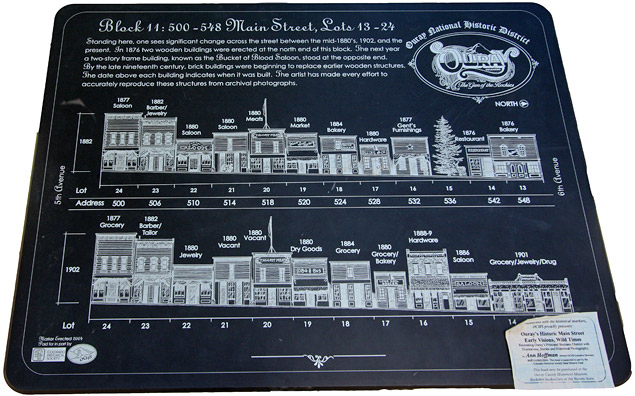 Block 11: 500 - 548 Main Street, Lots 13 - 24
Standing here, one sees significant change across the street between the mid-1880's, 1902, and the
present. In 1876 two wooden buildings were erected at the north end of this block. The next year
a two-story frame building, known as the Bucket of Blood Saloon, stood at the opposite end.
By the late nineteenth century, brick buildings were beginning to replace earlier wooden structures.
The date above each building indicates when it was built. The artist has made every effort to
accurately reproduce these structures from archival photographs.
Ouray National Historic District
OURAY
The Gem of the Rockies
NORTH
1877 Saloon
1882 Barber/ Jewelry
1880 Saloon
1880 Saloon
1880 Meats
1880 Market
1884 Bakery
1880 Hardware
1877 Gent's Furnishings
1876 Restaurant
1876 Bakery
1882
5th Avenue
6th Avenue
Lot 24 23 22 21 20 19 18 17 16 15 14 13
Address 500 506 510 514 518 520 524 528 532 536 542 548
1877 Grocery
1882 Barber/ Tailor
1880 Jewelry
1880 Vacant
1880 Vacant
1880 Dry Goods
1884 Grocery
1880 Grocery/ Bakery
1888-9 Hardware
1886 Saloon
1901 Grocery/Jewelry/Drug
1902
Lot 24 23 22 21 20 19 18 17 16
Marker Erected
Paid for in part by
Ouray's Historic Main Street
Early Visions, Wild Times
Ann Hoffman